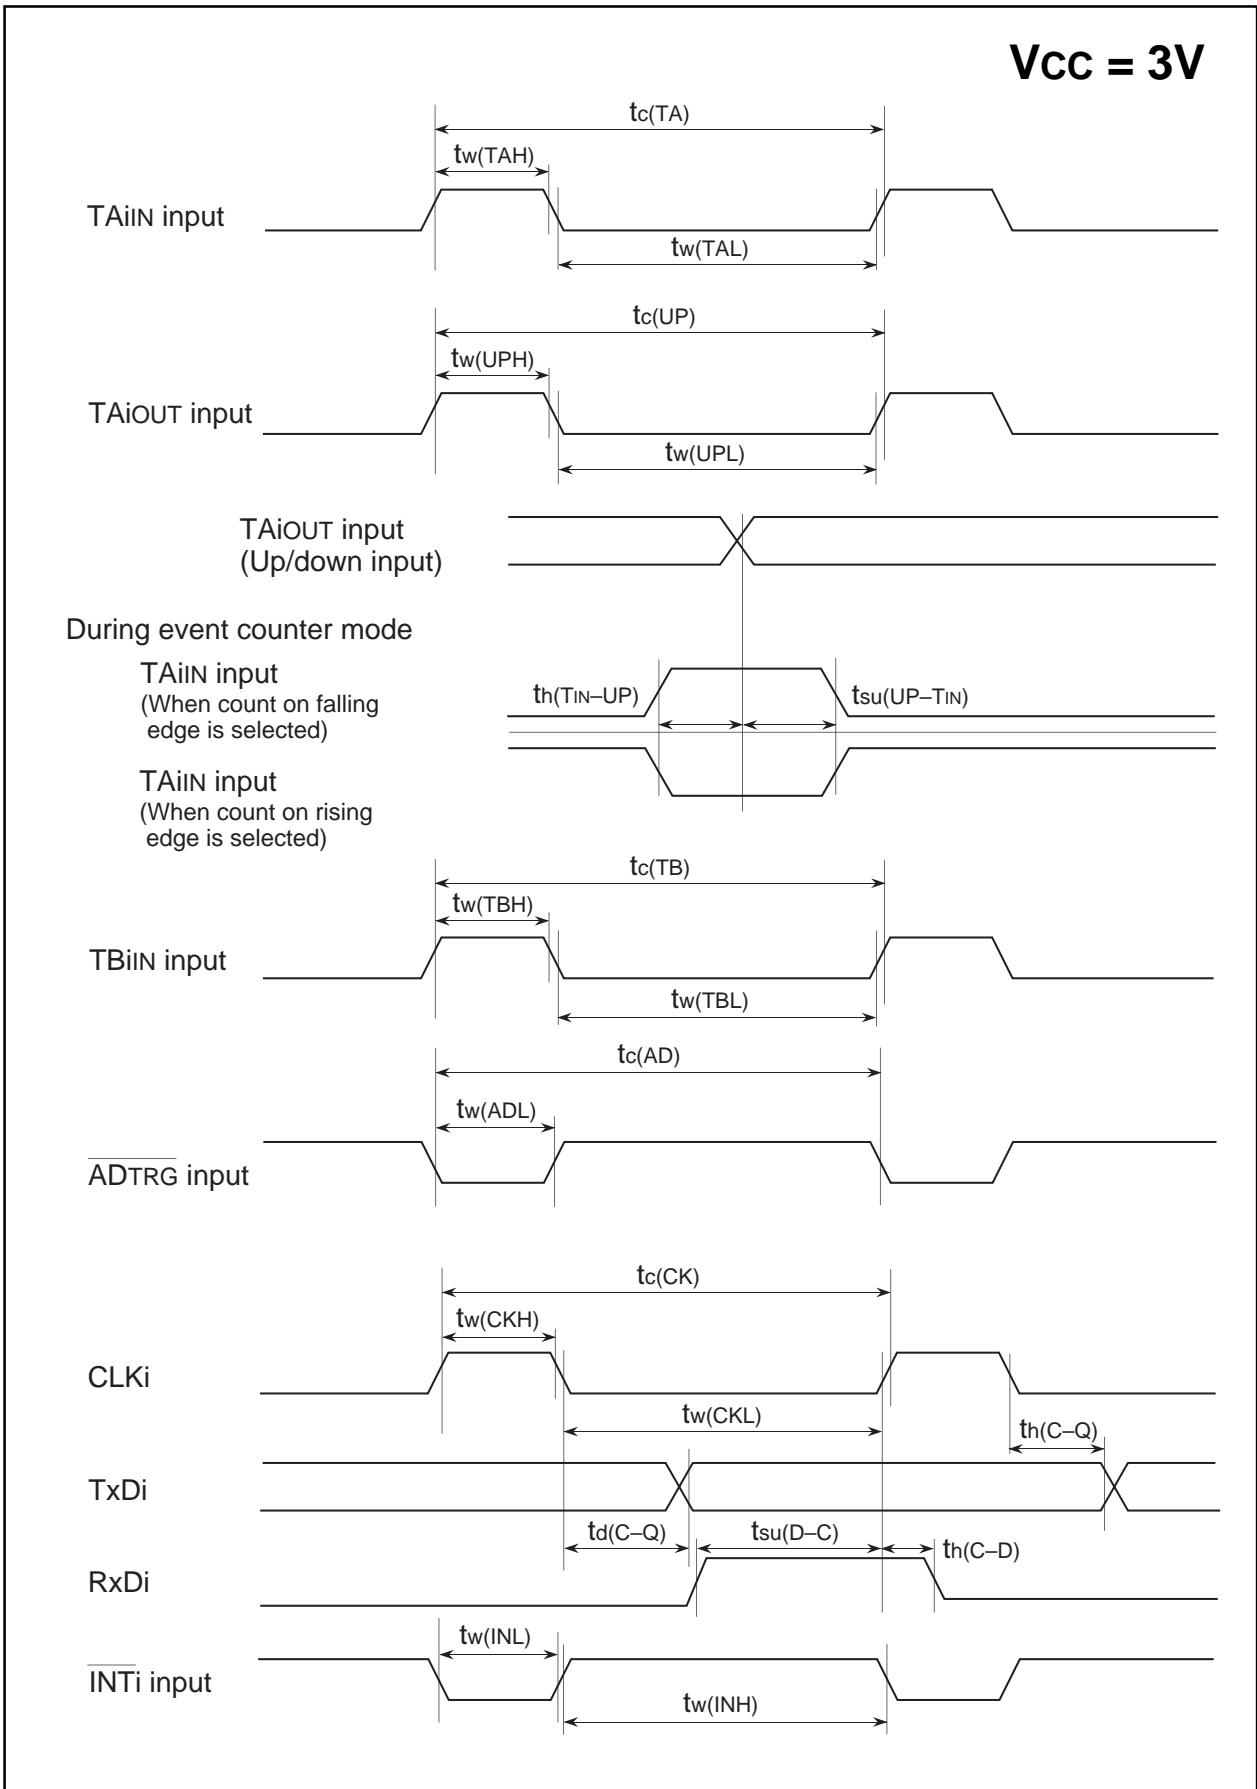 VCC = 3V
tc(TA)
tw(TAH)
TAiIN input
tw(TAL)
tc(UP)
tw(UPH)
TAiOUT input
tw(UPL)
TAiOUT input
(Up/down input)
During event counter mode
TAiIN input
(When count on falling
edge is selected)
th(TIN–UP)
tsu(UP–TIN)
TAiIN input
(When count on rising
edge is selected)
tc(TB)
tw(TBH)
TBiIN input
tw(TBL)
tc(AD)
tw(ADL)
ADTRG input
tc(CK)
tw(CKH)
CLKi
tw(CKL)
th(C–Q)
TxDi
td(C–Q)
tsu(D–C)
th(C–D)
RxDi
tw(INL)
INTi input
tw(INH)